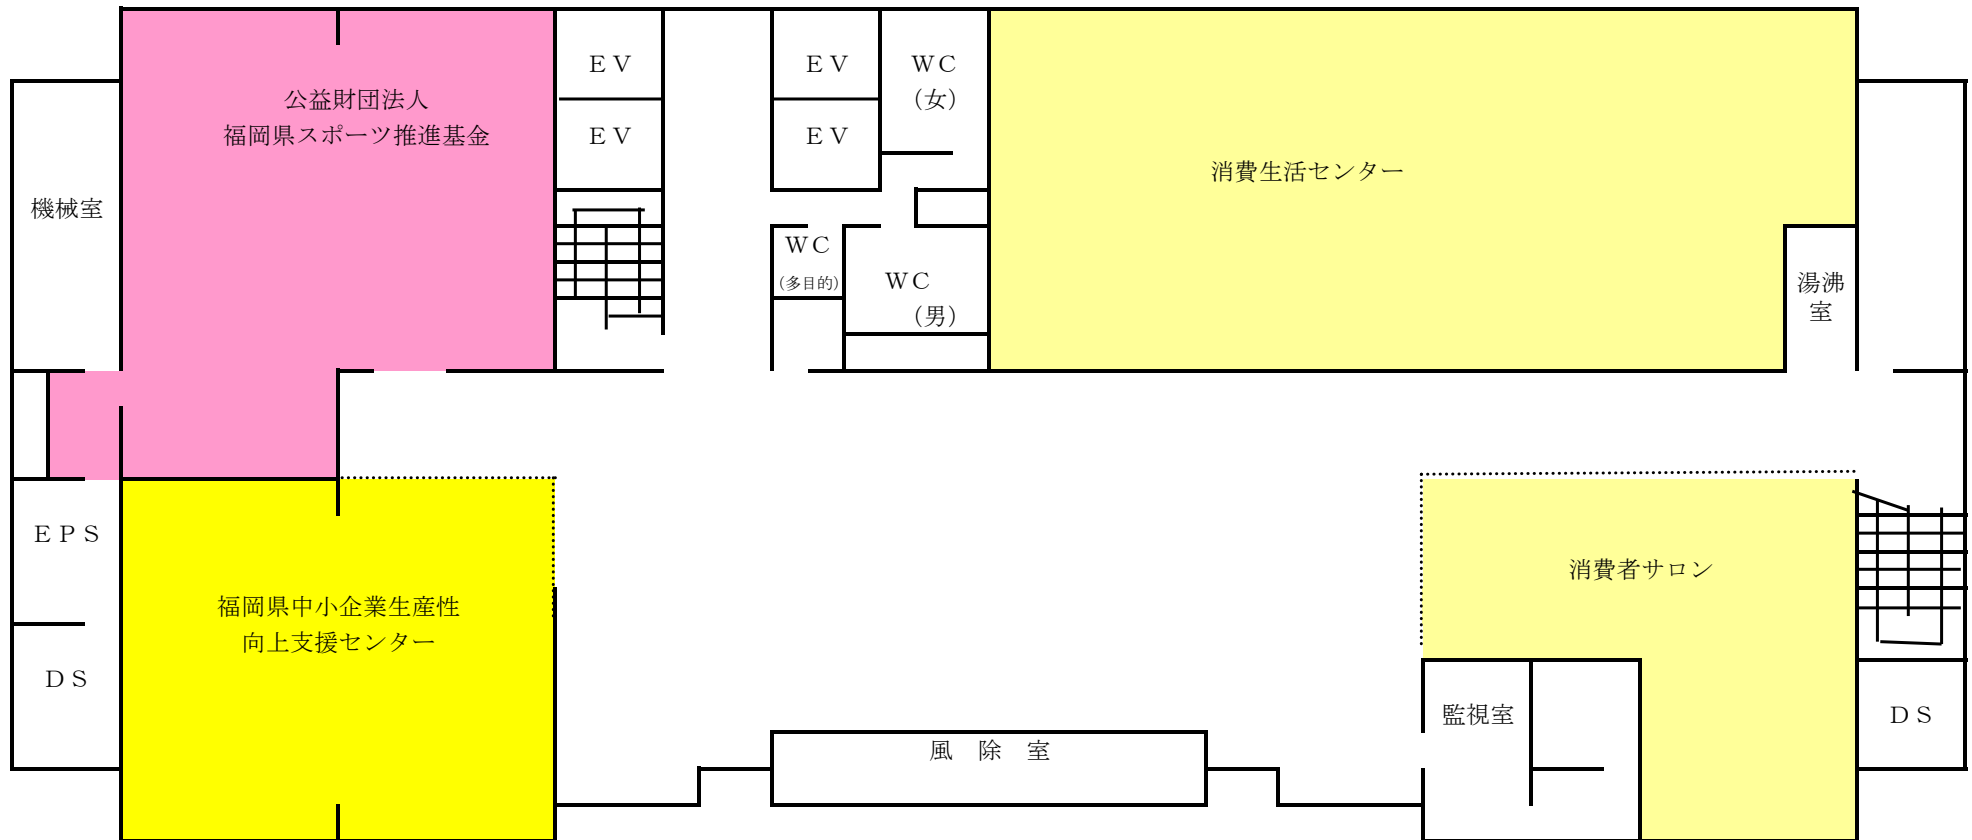 ＥＶ
ＥＶ
ＷＣ
（女）
公益財団法人
福岡県スポーツ推進基金
ＥＶ
ＥＶ
消費生活センター
機械室
ＷＣ
（多目的）
ＷＣ
（男）
湯沸
室
ＥＰＳ
消費者サロン
福岡県中小企業生産性
向上支援センター
ＤＳ
監視室
ＤＳ
風　除　室